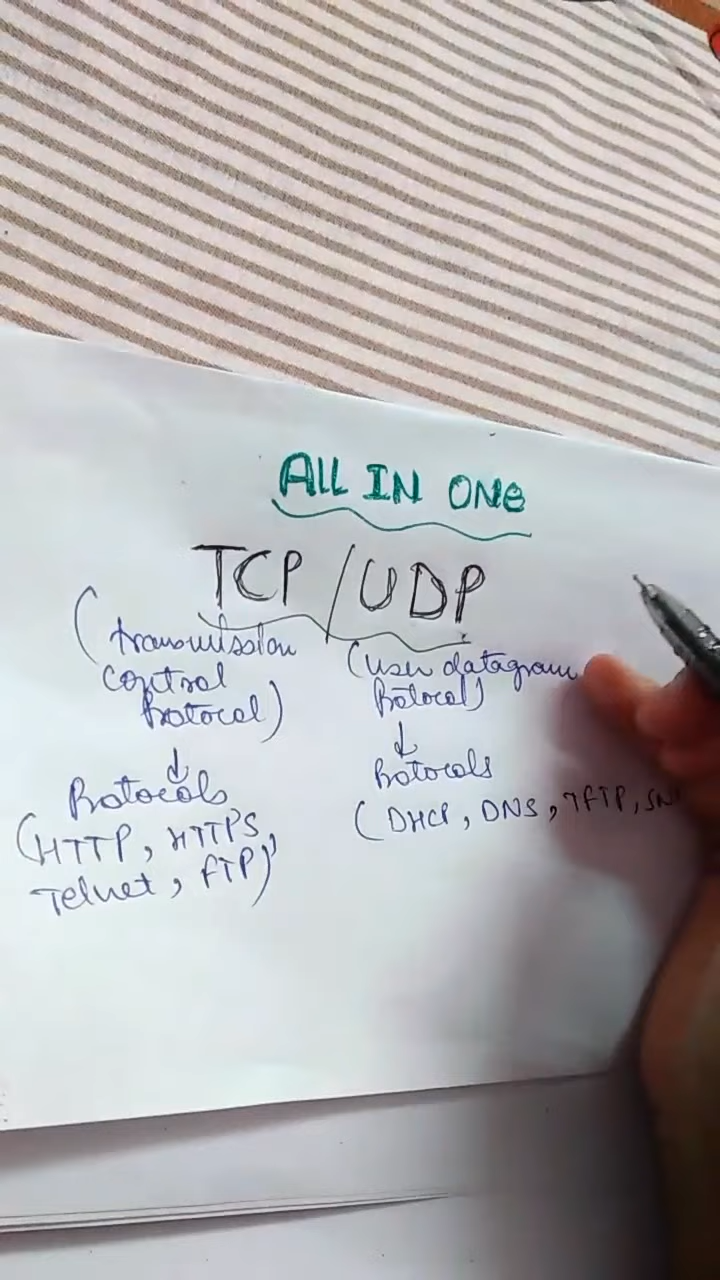 ALL IN ONE
TCP / UDP
(transmission
control
Protocol)
(user datagram
Protocol)
↓
Protocols
(HTTP, HTTPS,
Telnet, FTP)
↓
Protocols
(DHCP, DNS, TFTP,